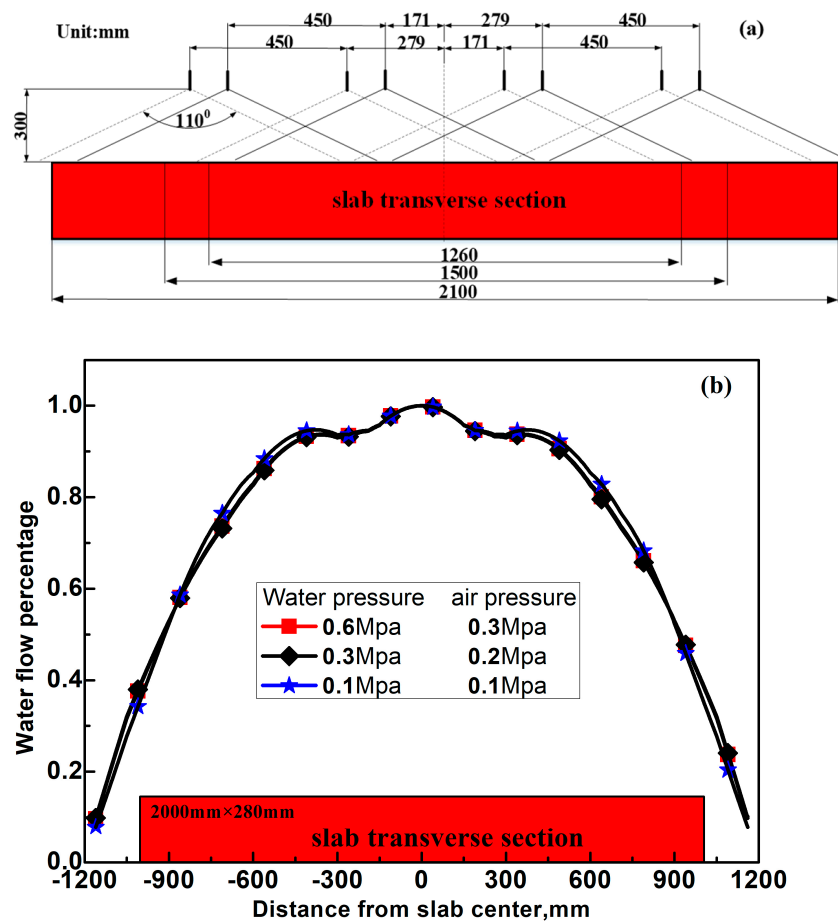 Unit:mm
450 171 279 450
(a)
450 279 171 450
300
110⁰
slab transverse section
1260
1500
2100
(b)
1.0
0.8
0.6
0.4
0.2
0.0
Water flow percentage
Water pressure air pressure
0.6Mpa 0.3Mpa
0.3Mpa 0.2Mpa
0.1Mpa 0.1Mpa
2000mm×280mm
slab transverse section
-1200 -900 -600 -300 0 300 600 900 1200
Distance from slab center,mm